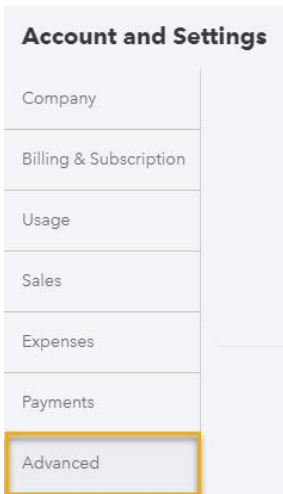 Account and Settings
Company
Billing & Subscription
Usage
Sales
Expenses
Payments
Advanced